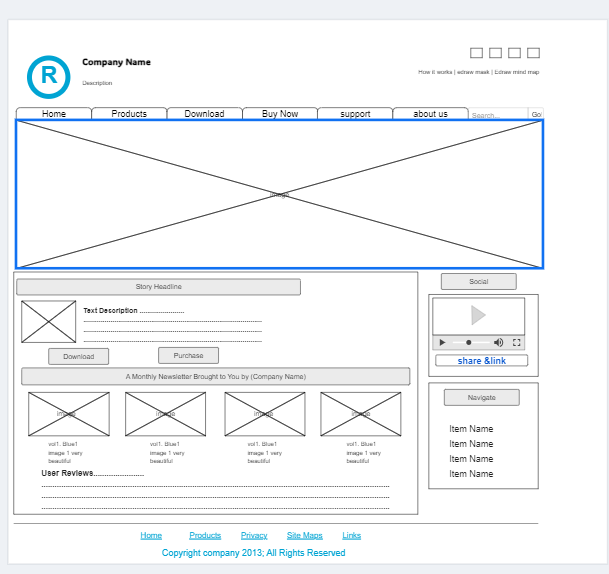 R
Company Name
Description
How it works | edraw mask | Edraw mind map
Home Products Download Buy Now support about us Search... Go
image
Story Headline
Text Description ......................
Download Purchase
A Monthly Newsletter Brought to You by (Company Name)
image image image image
vol1. Blue1 vol1. Blue1 vol1. Blue1 vol1. Blue1
image 1 very image 1 very image 1 very image 1 very
beautiful beautiful beautiful beautiful
User Reviews.........................
Social
share &link
Navigate
Item Name
Item Name
Item Name
Item Name
Home Products Privacy Site Maps Links
Copyright company 2013; All Rights Reserved